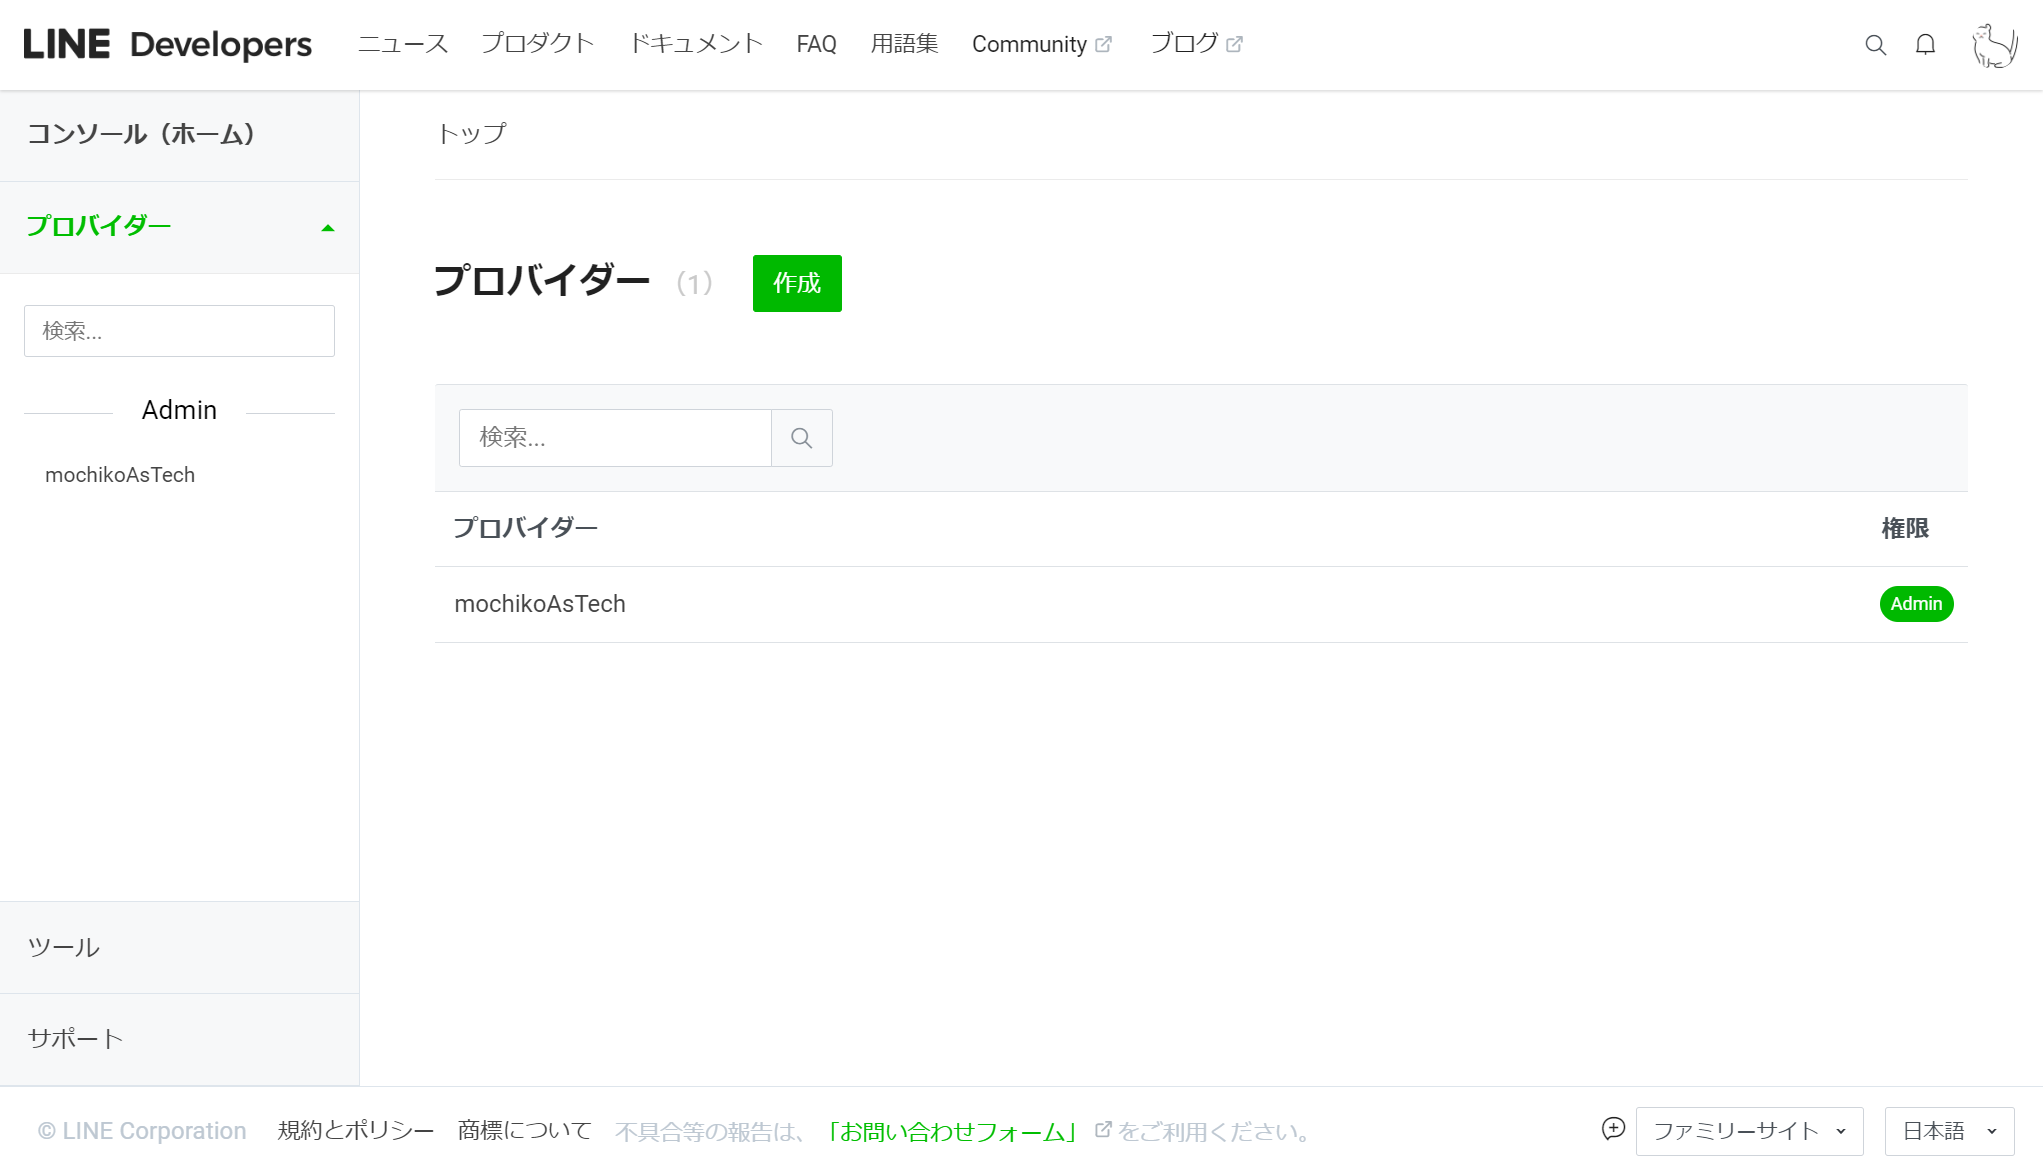 LINE Developers ニュース プロダクト ドキュメント FAQ 用語集 Community ブログ
コンソール（ホーム）
プロバイダー
検索...
Admin
mochikoAsTech
ツール
サポート
トップ
プロバイダー （1） 作成
検索...
プロバイダー 権限
mochikoAsTech Admin
© LINE Corporation 規約とポリシー 商標について 不具合等の報告は、「お問い合わせフォーム」をご利用ください。 ファミリーサイト 日本語